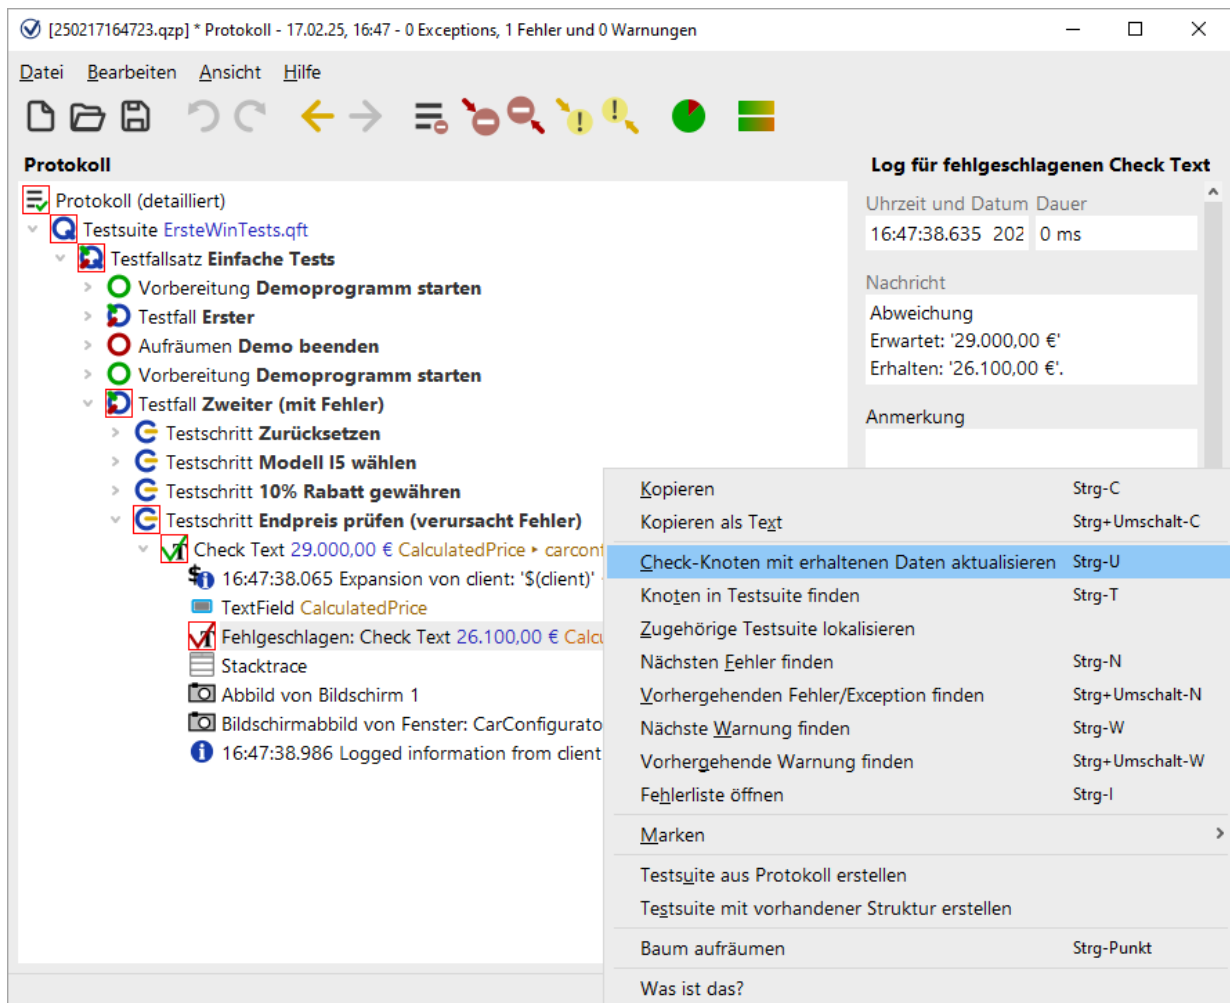 [250217164723.qzp] * Protokoll - 17.02.25, 16:47 - 0 Exceptions, 1 Fehler und 0 Warnungen
Datei Bearbeiten Ansicht Hilfe
Protokoll
Protokoll (detailliert)
Testsuite ErsteWinTests.qft
Testfallsatz Einfache Tests
Vorbereitung Demoprogramm starten
Testfall Erster
Aufräumen Demo beenden
Vorbereitung Demoprogramm starten
Testfall Zweiter (mit Fehler)
Testschritt Zurücksetzen
Testschritt Modell I5 wählen
Testschritt 10% Rabatt gewähren
Testschritt Endpreis prüfen (verursacht Fehler)
Check Text 29.000,00 € CalculatedPrice ▸ carconf
16:47:38.065 Expansion von client: '$(client)'
TextField CalculatedPrice
Fehlgeschlagen: Check Text 26.100,00 € Calcu
Stacktrace
Abbild von Bildschirm 1
Bildschirmabbild von Fenster: CarConfigurato
16:47:38.986 Logged information from client
Log für fehlgeschlagenen Check Text
Uhrzeit und Datum Dauer
16:47:38.635 202 0 ms
Nachricht
Abweichung
Erwartet: '29.000,00 €'
Erhalten: '26.100,00 €'.
Anmerkung
Kopieren Strg-C
Kopieren als Text Strg+Umschalt-C
Check-Knoten mit erhaltenen Daten aktualisieren Strg-U
Knoten in Testsuite finden Strg-T
Zugehörige Testsuite lokalisieren
Nächsten Fehler finden Strg-N
Vorhergehenden Fehler/Exception finden Strg+Umschalt-N
Nächste Warnung finden Strg-W
Vorhergehende Warnung finden Strg+Umschalt-W
Fehlerliste öffnen Strg-I
Marken
Testsuite aus Protokoll erstellen
Testsuite mit vorhandener Struktur erstellen
Baum aufräumen Strg-Punkt
Was ist das?